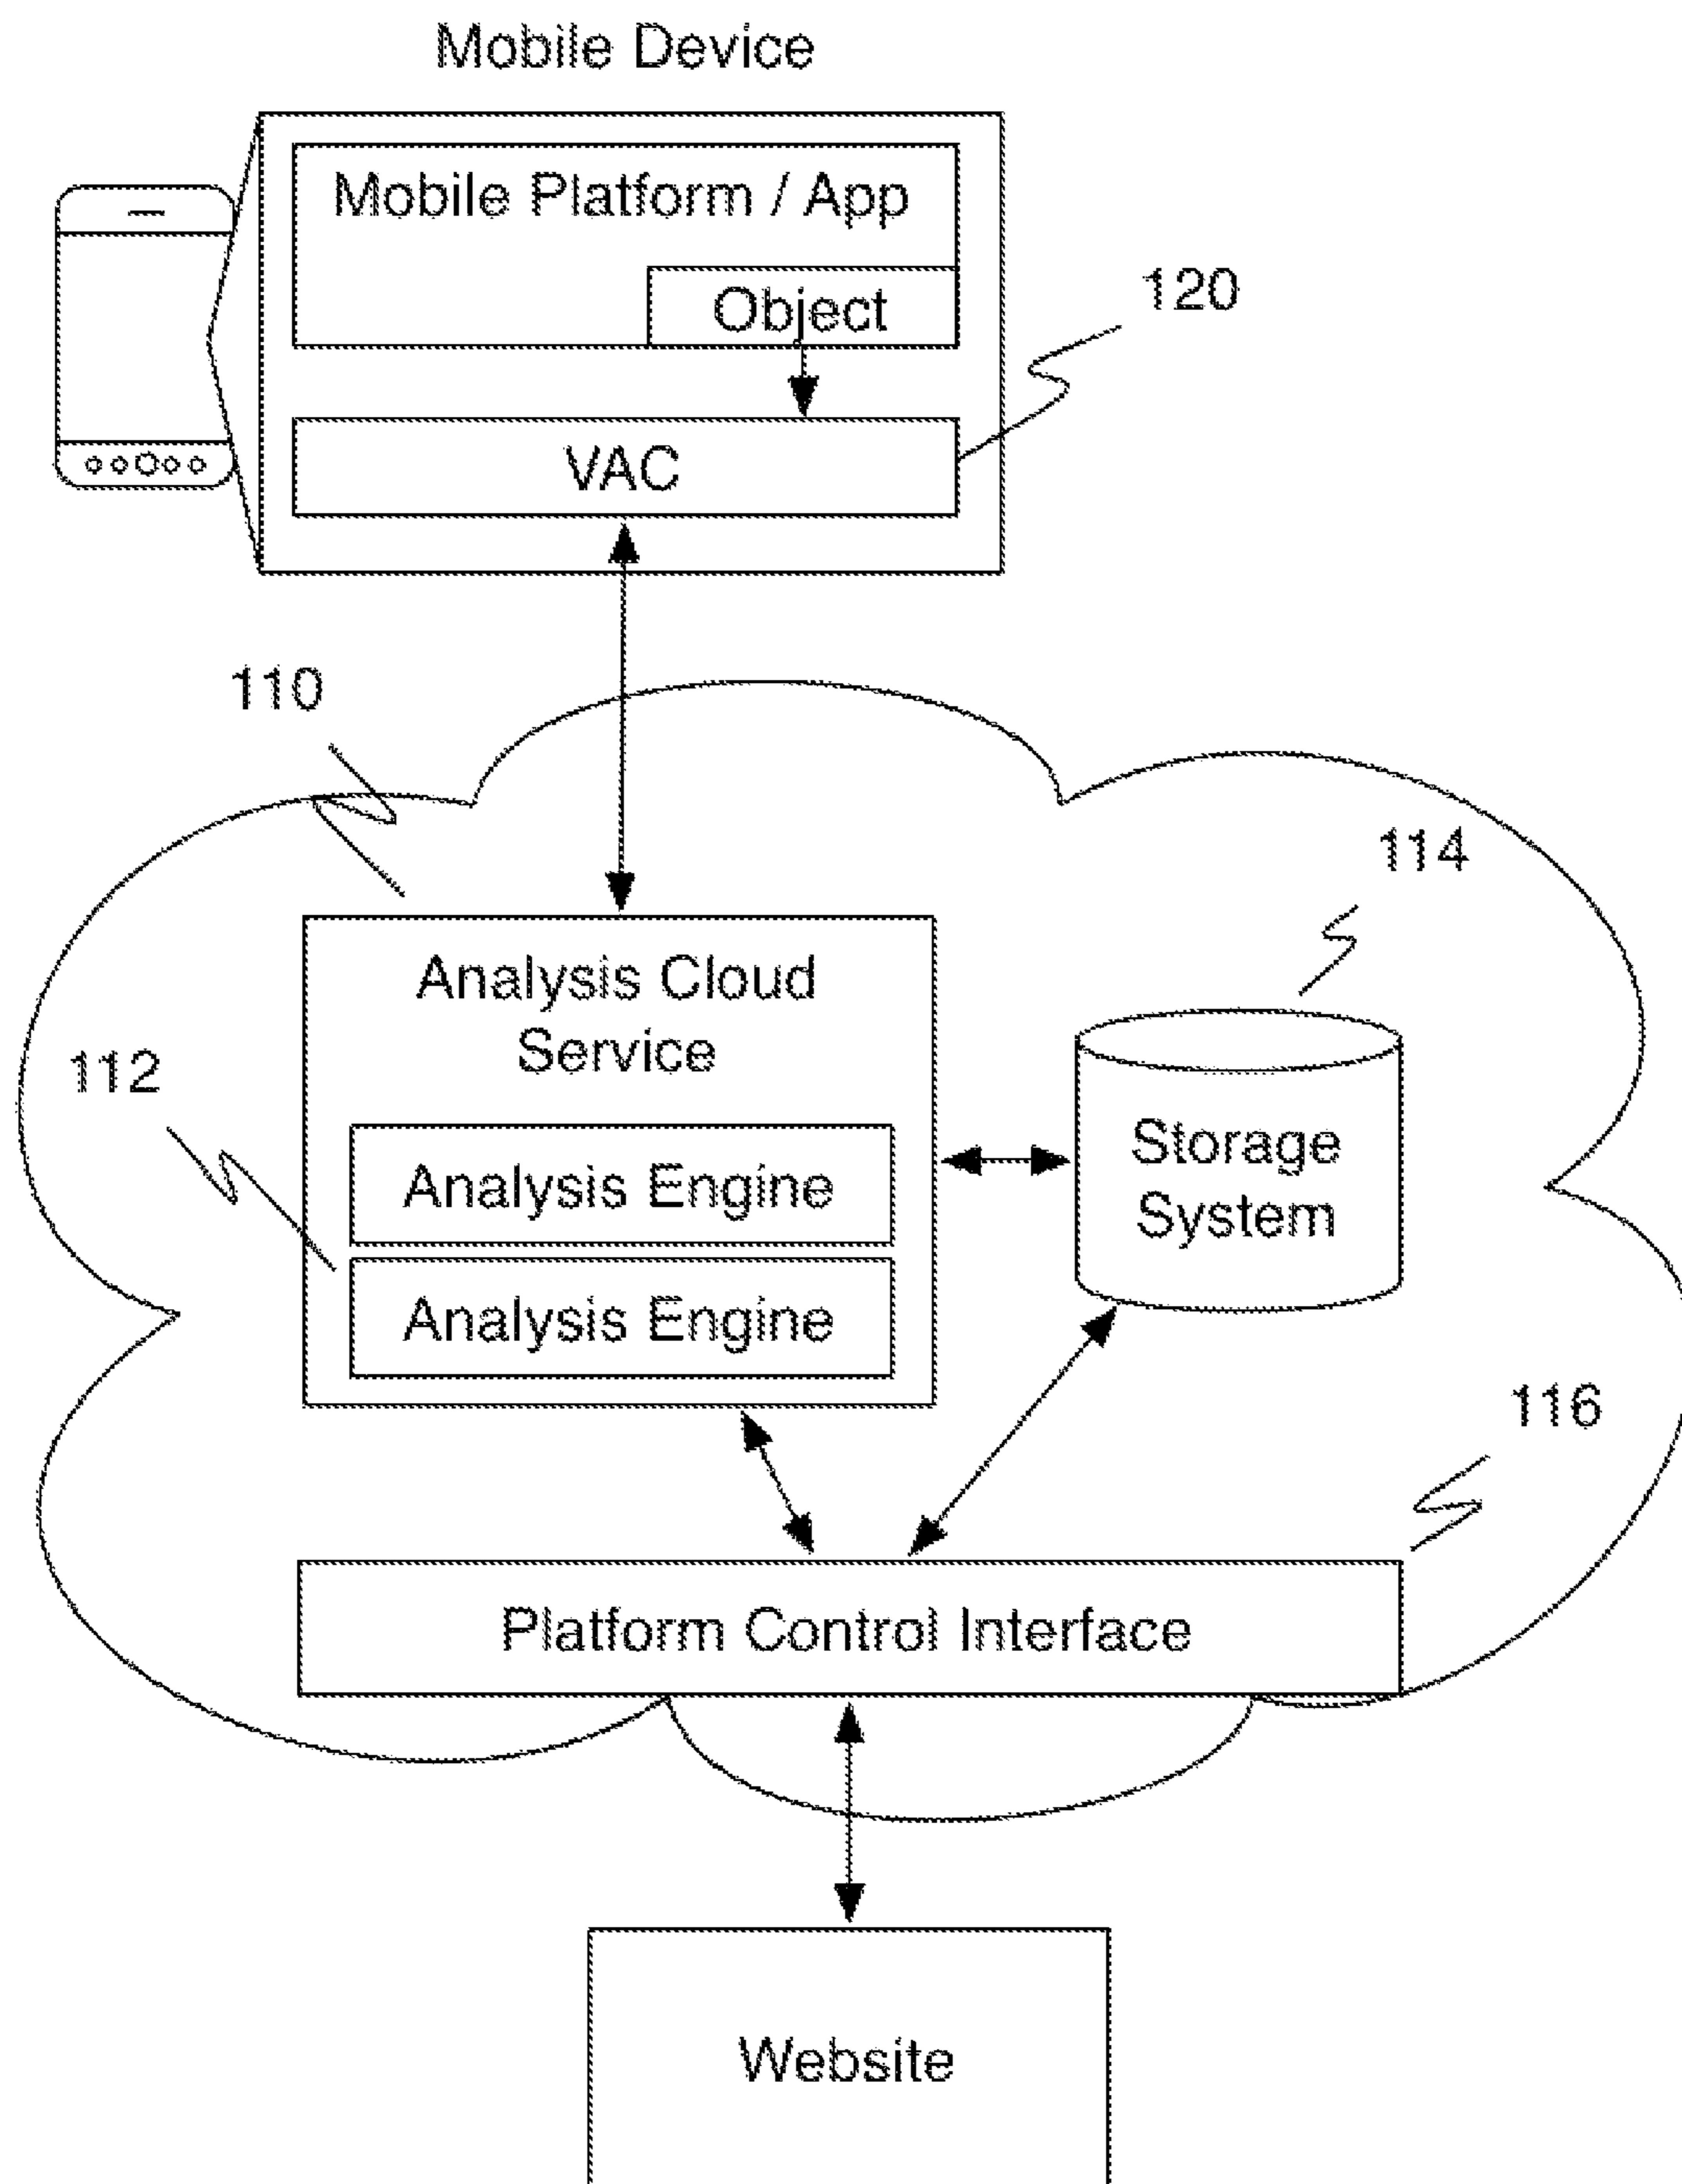 Mobile Device
Mobile Platform / App
Object
120
VAC
110
114
Analysis Cloud
Service
112
Analysis Engine
Storage
System
Analysis Engine
116
Platform Control Interface
Website